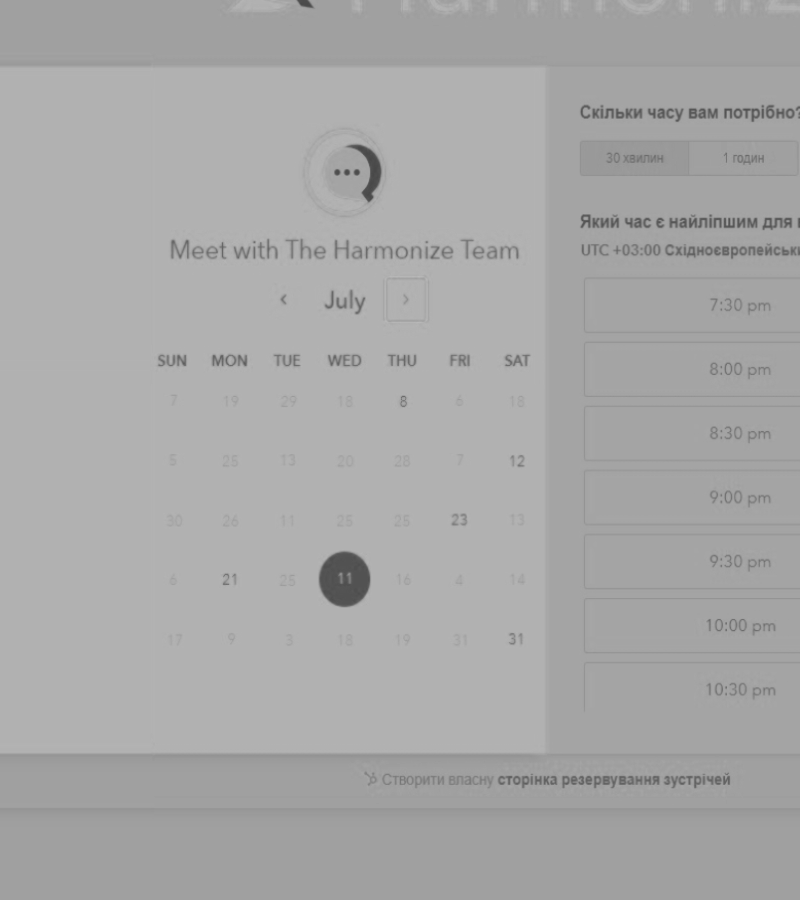 Harmoniz
Meet with The Harmonize Team
July
SUN MON TUE WED THU FRI SAT
7 19 29 18 8 6 18
5 25 13 20 28 7 12
30 26 11 25 25 23 13
6 21 25 11 16 4 14
17 9 3 18 19 31 31
Скільки часу вам потрібно?
30 хвилин 1 годин
Який час є найліпшим для
UTC +03:00 Східноєвропейськ
7:30 pm
8:00 pm
8:30 pm
9:00 pm
9:30 pm
10:00 pm
10:30 pm
Створити власну сторінка резервування зустрічей